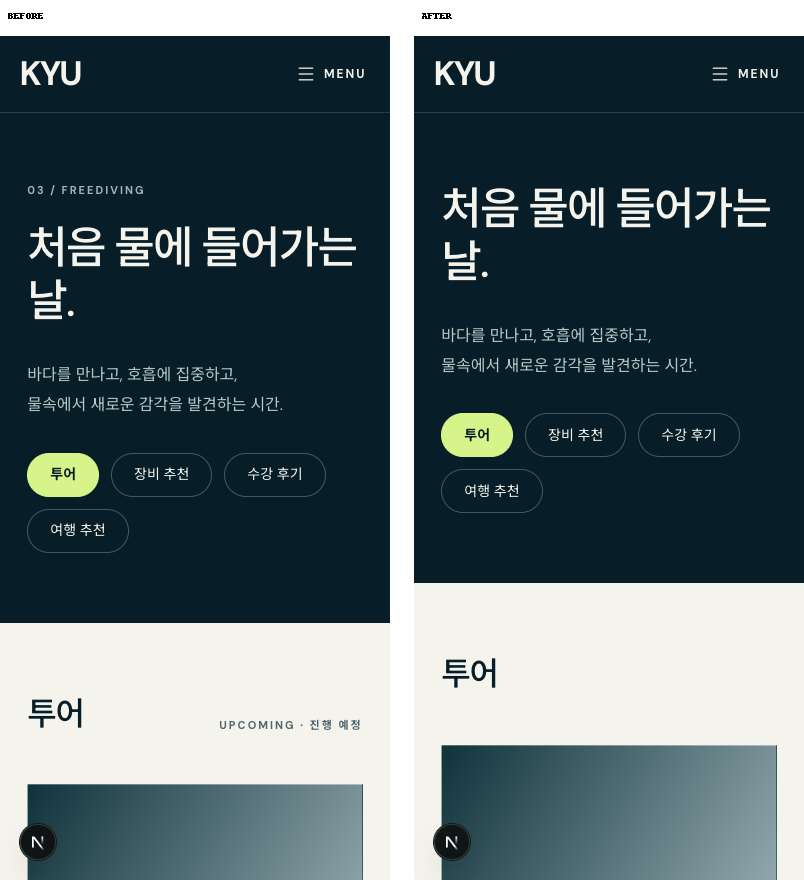 BEFORE
KYU
MENU
03 / FREEDIVING
처음 물에 들어가는
날.
바다를 만나고, 호흡에 집중하고,
물속에서 새로운 감각을 발견하는 시간.
투어
장비 추천
수강 후기
여행 추천
투어
UPCOMING · 진행 예정
N
AFTER
KYU
MENU
처음 물에 들어가는
날.
바다를 만나고, 호흡에 집중하고,
물속에서 새로운 감각을 발견하는 시간.
투어
장비 추천
수강 후기
여행 추천
투어
N